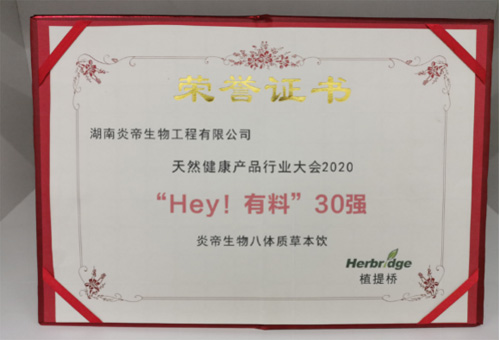 荣誉证书
湖南炎帝生物工程有限公司
天然健康产品行业大会2020
“Hey！有料”30强
炎帝生物八体质草本饮
Herbridge
植提桥